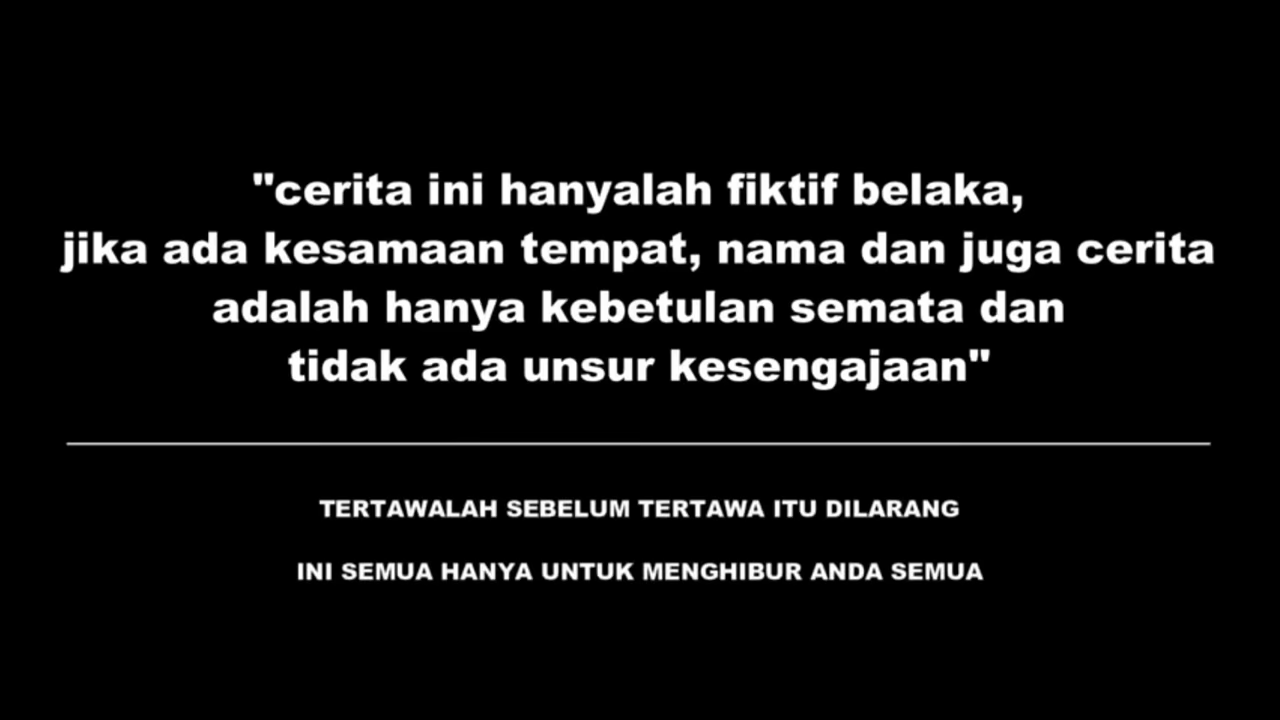 "cerita ini hanyalah fiktif belaka,
jika ada kesamaan tempat, nama dan juga cerita
adalah hanya kebetulan semata dan
tidak ada unsur kesengajaan"
TERTAWALAH SEBELUM TERTAWA ITU DILARANG
INI SEMUA HANYA UNTUK MENGHIBUR ANDA SEMUA